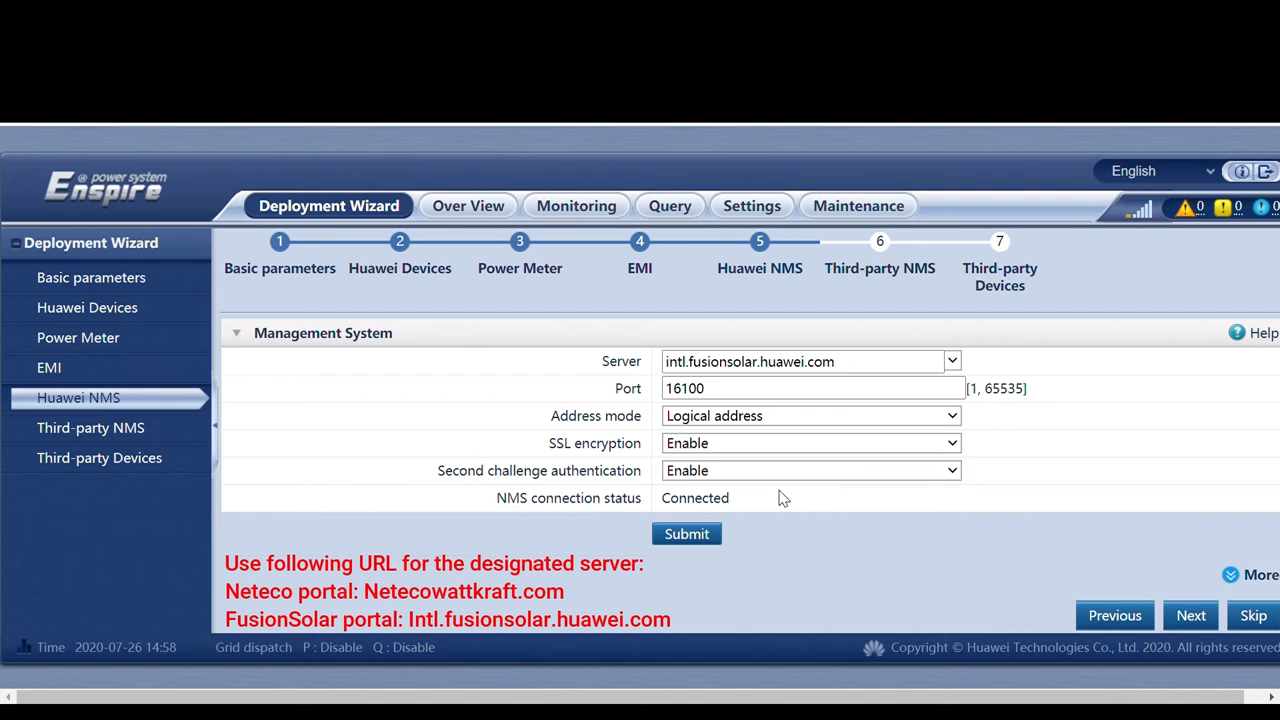 English
Enspire @ power system
Deployment Wizard
Over View
Monitoring
Query
Settings
Maintenance
0
0
0
Deployment Wizard
Basic parameters
Huawei Devices
Power Meter
EMI
Huawei NMS
Third-party NMS
Third-party Devices
1
2
3
4
5
6
7
Basic parameters
Huawei Devices
Power Meter
EMI
Huawei NMS
Third-party NMS
Third-party
Devices
Management System
Help
Server intl.fusionsolar.huawei.com
Port 16100 [1, 65535]
Address mode Logical address
SSL encryption Enable
Second challenge authentication Enable
NMS connection status Connected
Submit
Use following URL for the designated server:
Neteco portal: Netecowattkraft.com
FusionSolar portal: Intl.fusionsolar.huawei.com
More
Previous
Next
Skip
Time 2020-07-26 14:58
Grid dispatch P : Disable Q : Disable
Copyright © Huawei Technologies Co., Ltd. 2020. All rights reserved